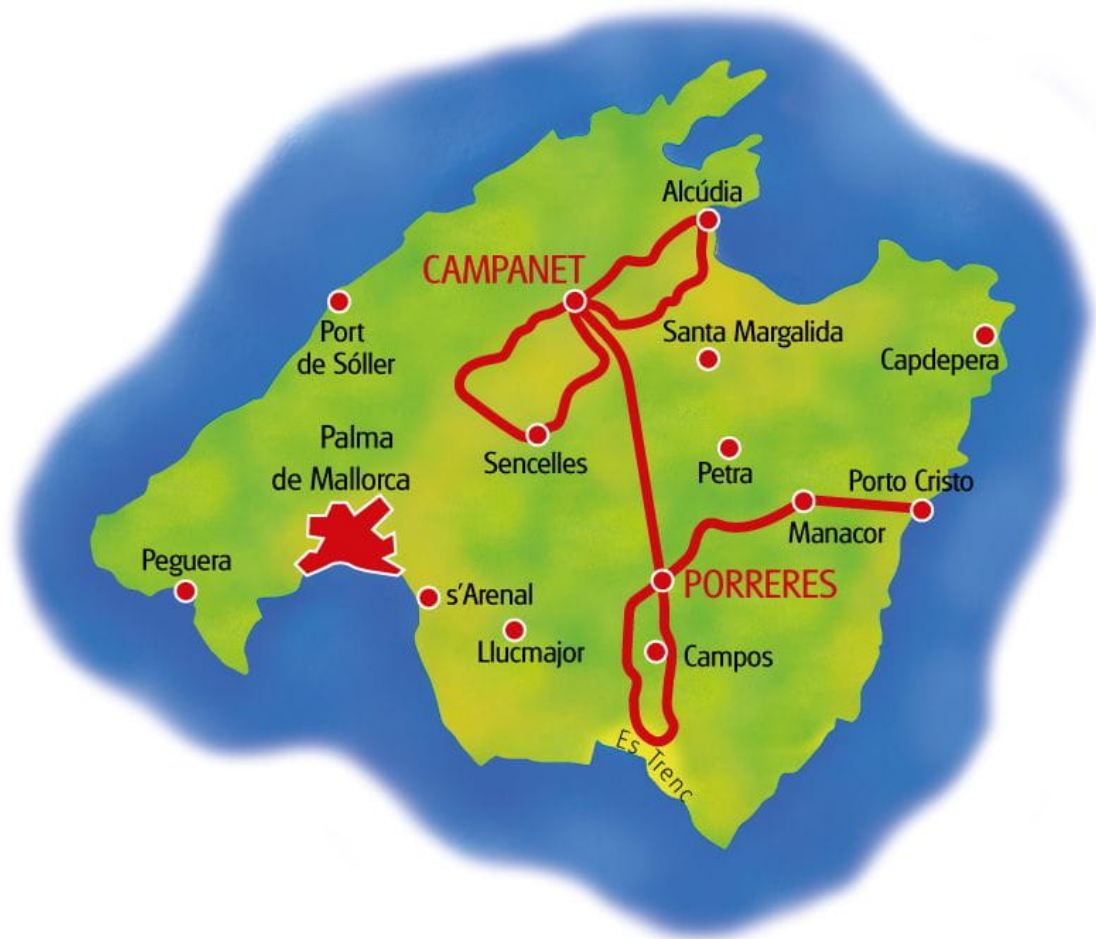 Alcúdia
CAMPANET
Port
de Sóller
Santa Margalida
Capdepera
Palma
de Mallorca
Sencelles
Petra
Porto Cristo
Manacor
Peguera
s'Arenal
PORRERES
Llucmajor
Campos
Es Trenc